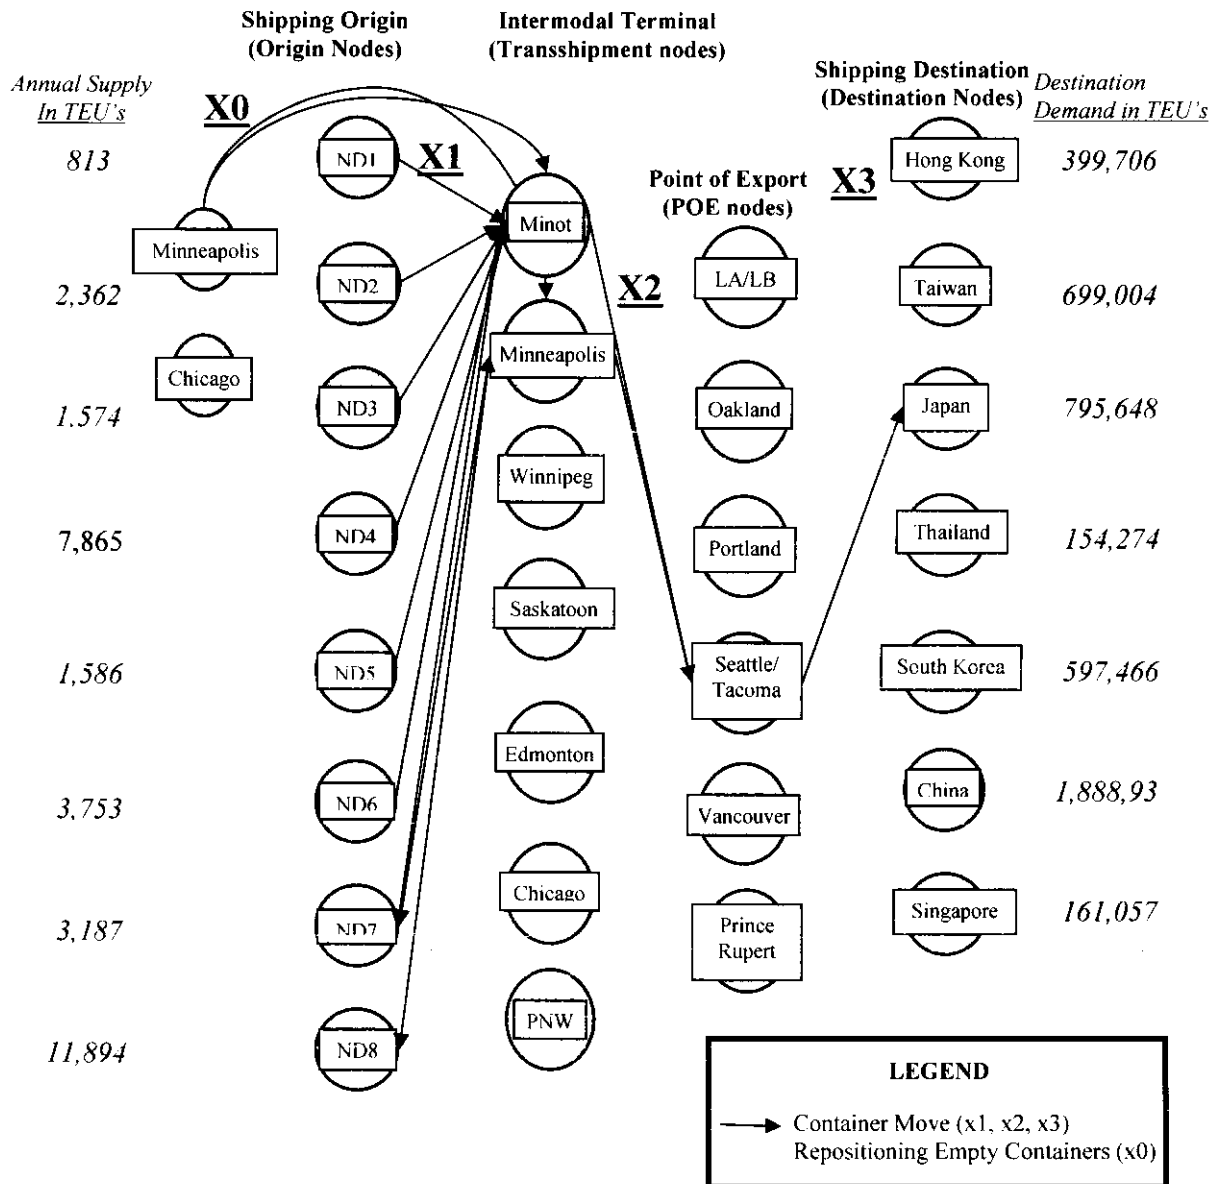 Shipping Origin
(Origin Nodes)
Intermodal Terminal
(Transshipment nodes)
Shipping Destination
(Destination Nodes)
Destination
Demand in TEU's
Annual Supply
In TEU's
X0
X1
X2
X3
Point of Export
(POE nodes)
813
2,362
1,574
7,865
1,586
3,753
3,187
11,894
Minneapolis
Chicago
ND1
ND2
ND3
ND4
ND5
ND6
ND7
ND8
Minot
Minneapolis
Winnipeg
Saskatoon
Edmonton
Chicago
PNW
LA/LB
Oakland
Portland
Seattle/
Tacoma
Vancouver
Prince
Rupert
Hong Kong
Taiwan
Japan
Thailand
South Korea
China
Singapore
399,706
699,004
795,648
154,274
597,466
1,888,93
161,057
LEGEND
Container Move (x1, x2, x3)
Repositioning Empty Containers (x0)